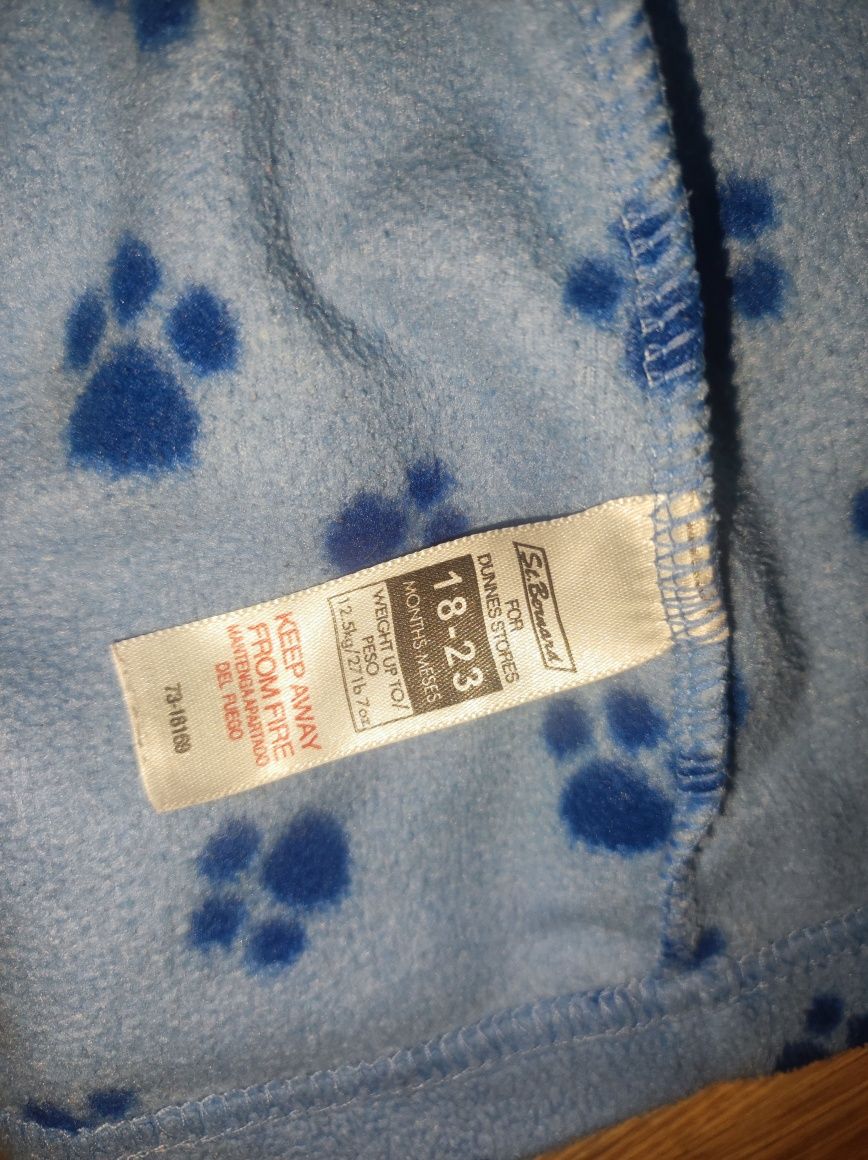 St. Bernard
FOR
DUNNES STORES
18-23
MONTHS-MESES
WEIGHT UP TO/
PESO
12.5kg/27lb 7oz
KEEP AWAY
FROM FIRE
MANTENGA APARTADO
DEL FUEGO
73-16169